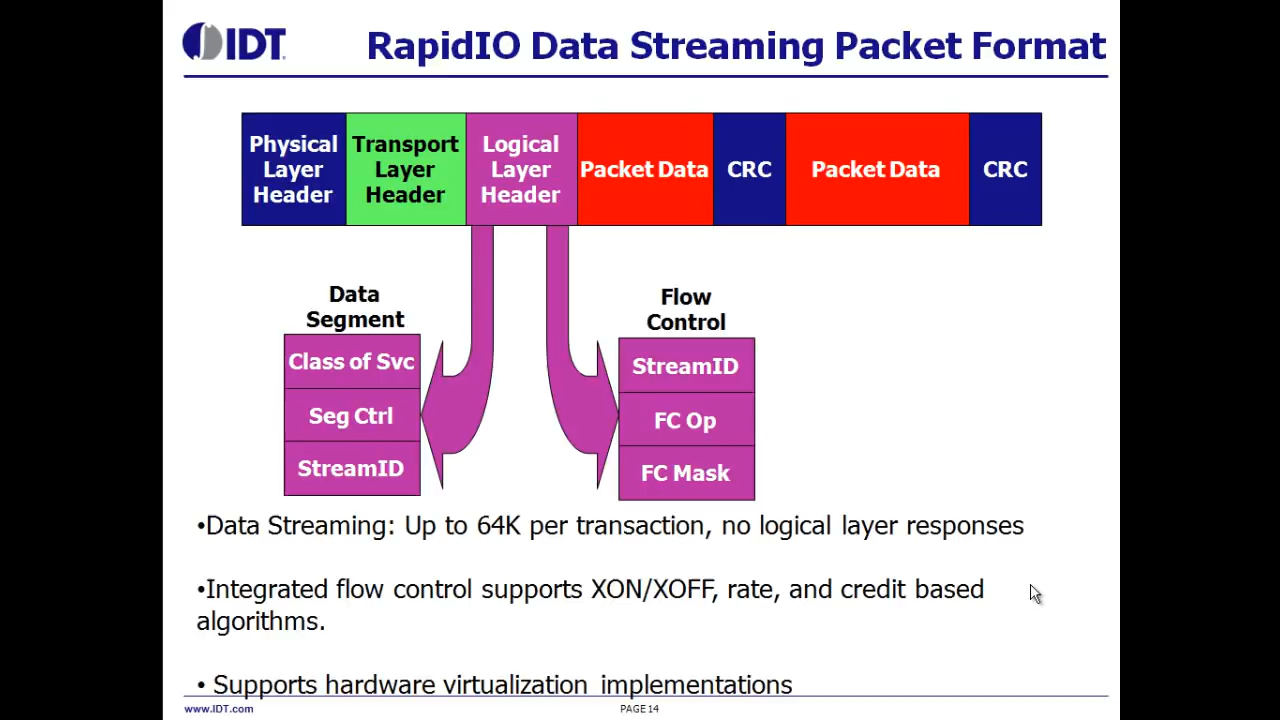 IDT
RapidIO Data Streaming Packet Format
Physical
Layer
Header
Transport
Layer
Header
Logical
Layer
Header
Packet Data
CRC
Packet Data
CRC
Data
Segment
Class of Svc
Seg Ctrl
StreamID
Flow
Control
StreamID
FC Op
FC Mask
•Data Streaming: Up to 64K per transaction, no logical layer responses
•Integrated flow control supports XON/XOFF, rate, and credit based
algorithms.
• Supports hardware virtualization implementations
www.IDT.com
PAGE 14